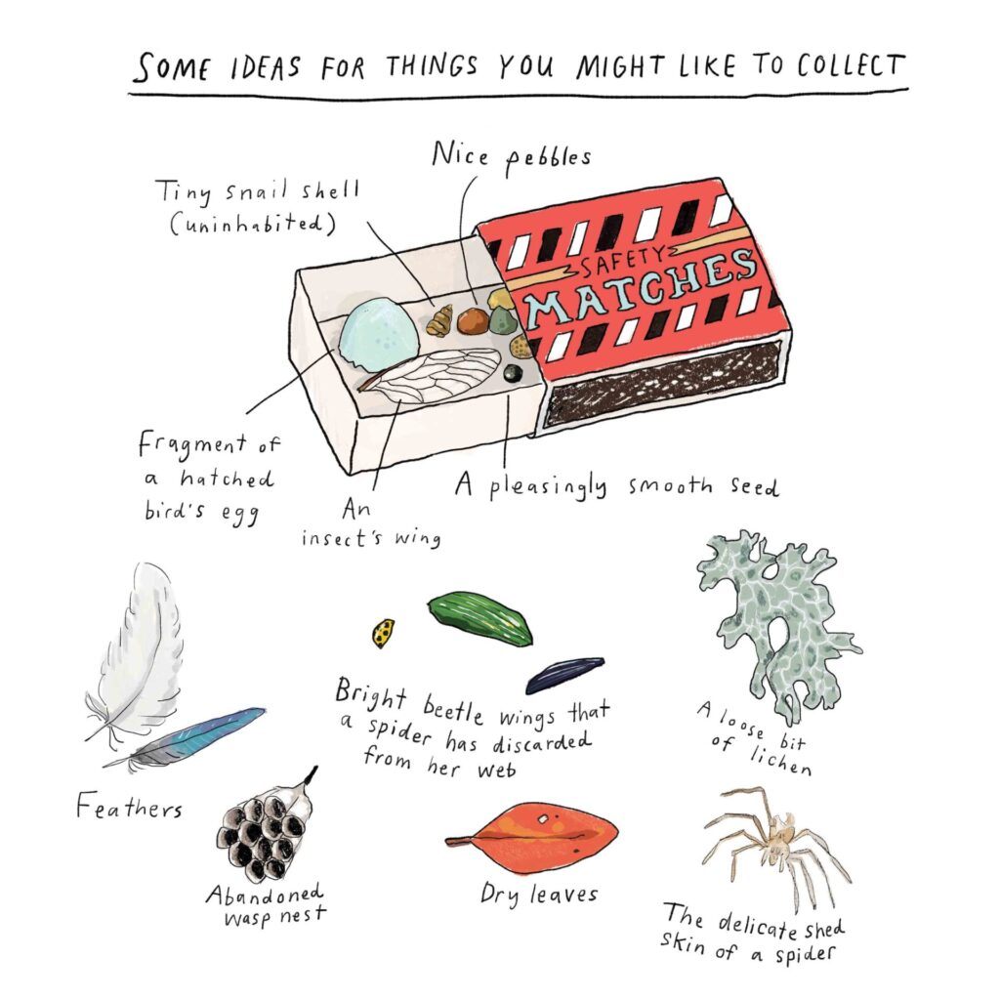 SOME IDEAS FOR THINGS YOU MIGHT LIKE TO COLLECT
Nice pebbles
Tiny snail shell
(uninhabited)
SAFETY
MATCHES
Fragment of
a hatched
bird's egg
An
insect's wing
A pleasingly smooth seed
Feathers
Bright beetle wings that
a spider has discarded
from her web
A loose bit
of lichen
Abandoned
wasp nest
Dry leaves
The delicate shed
skin of a spider